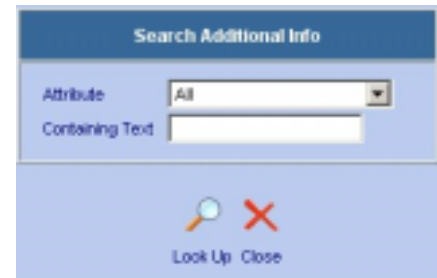 Search Additional Info
Attribute All
Containing Text
Look Up Close